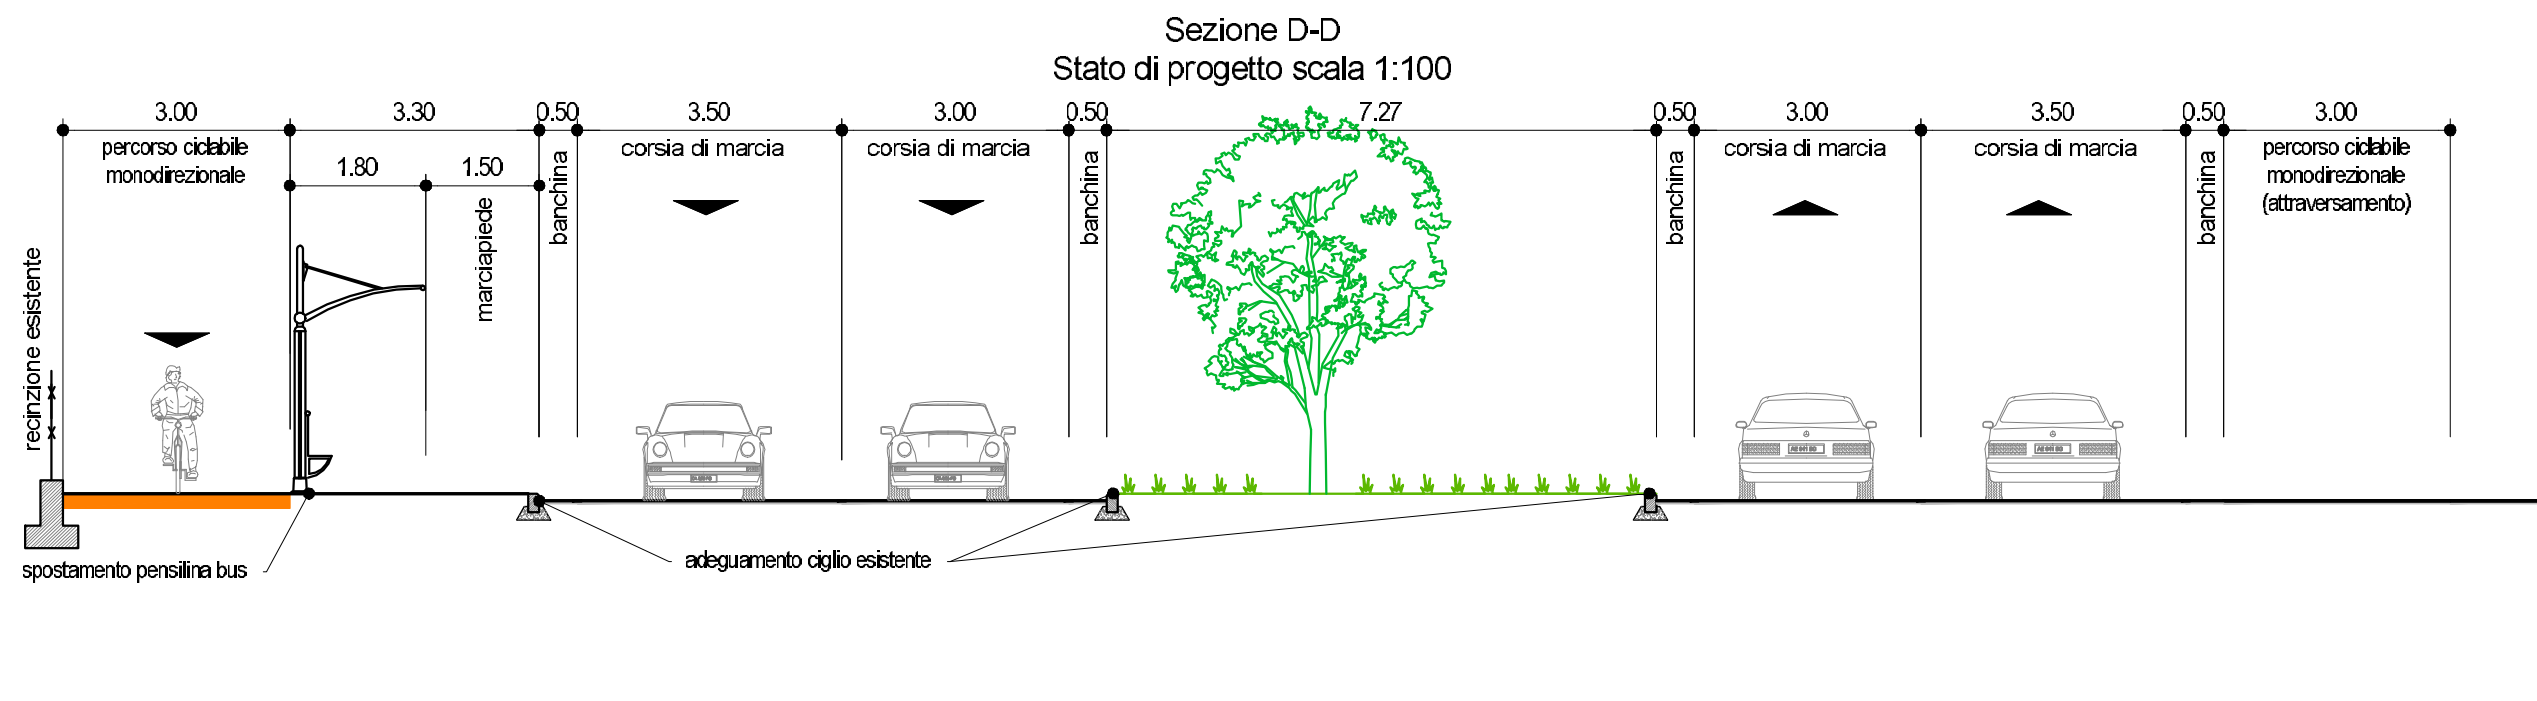 Sezione D-D
Stato di progetto scala 1:100
3.00
3.30
0.50
3.50
3.00
0.50
7.27
0.50
3.00
3.50
0.50
3.00
percorso ciclabile
monodirezionale
1.80
1.50
marciapiede
banchina
corsia di marcia
corsia di marcia
banchina
banchina
corsia di marcia
corsia di marcia
banchina
percorso ciclabile
monodirezionale
(attraversamento)
recinzione esistente
spostamento pensilina bus
adeguamento ciglio esistente